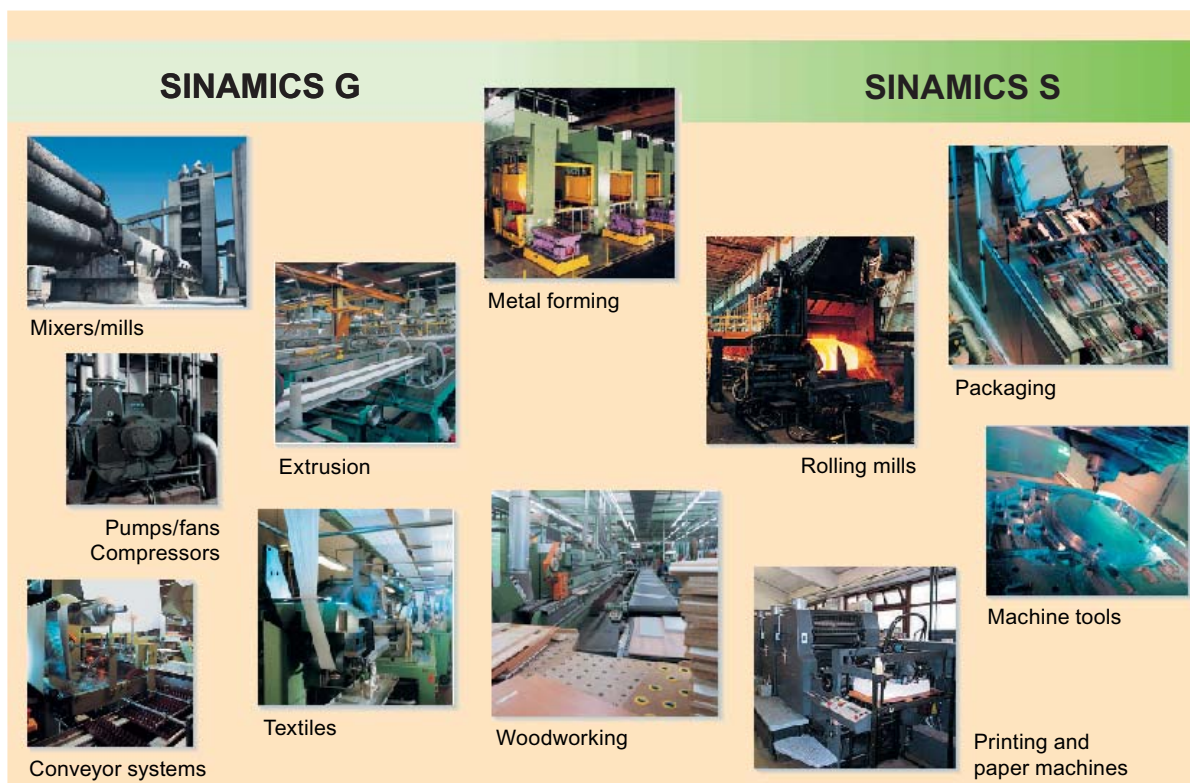 SINAMICS G
SINAMICS S
Mixers/mills
Metal forming
Packaging
Extrusion
Rolling mills
Pumps/fans
Compressors
Machine tools
Textiles
Woodworking
Conveyor systems
Printing and
paper machines